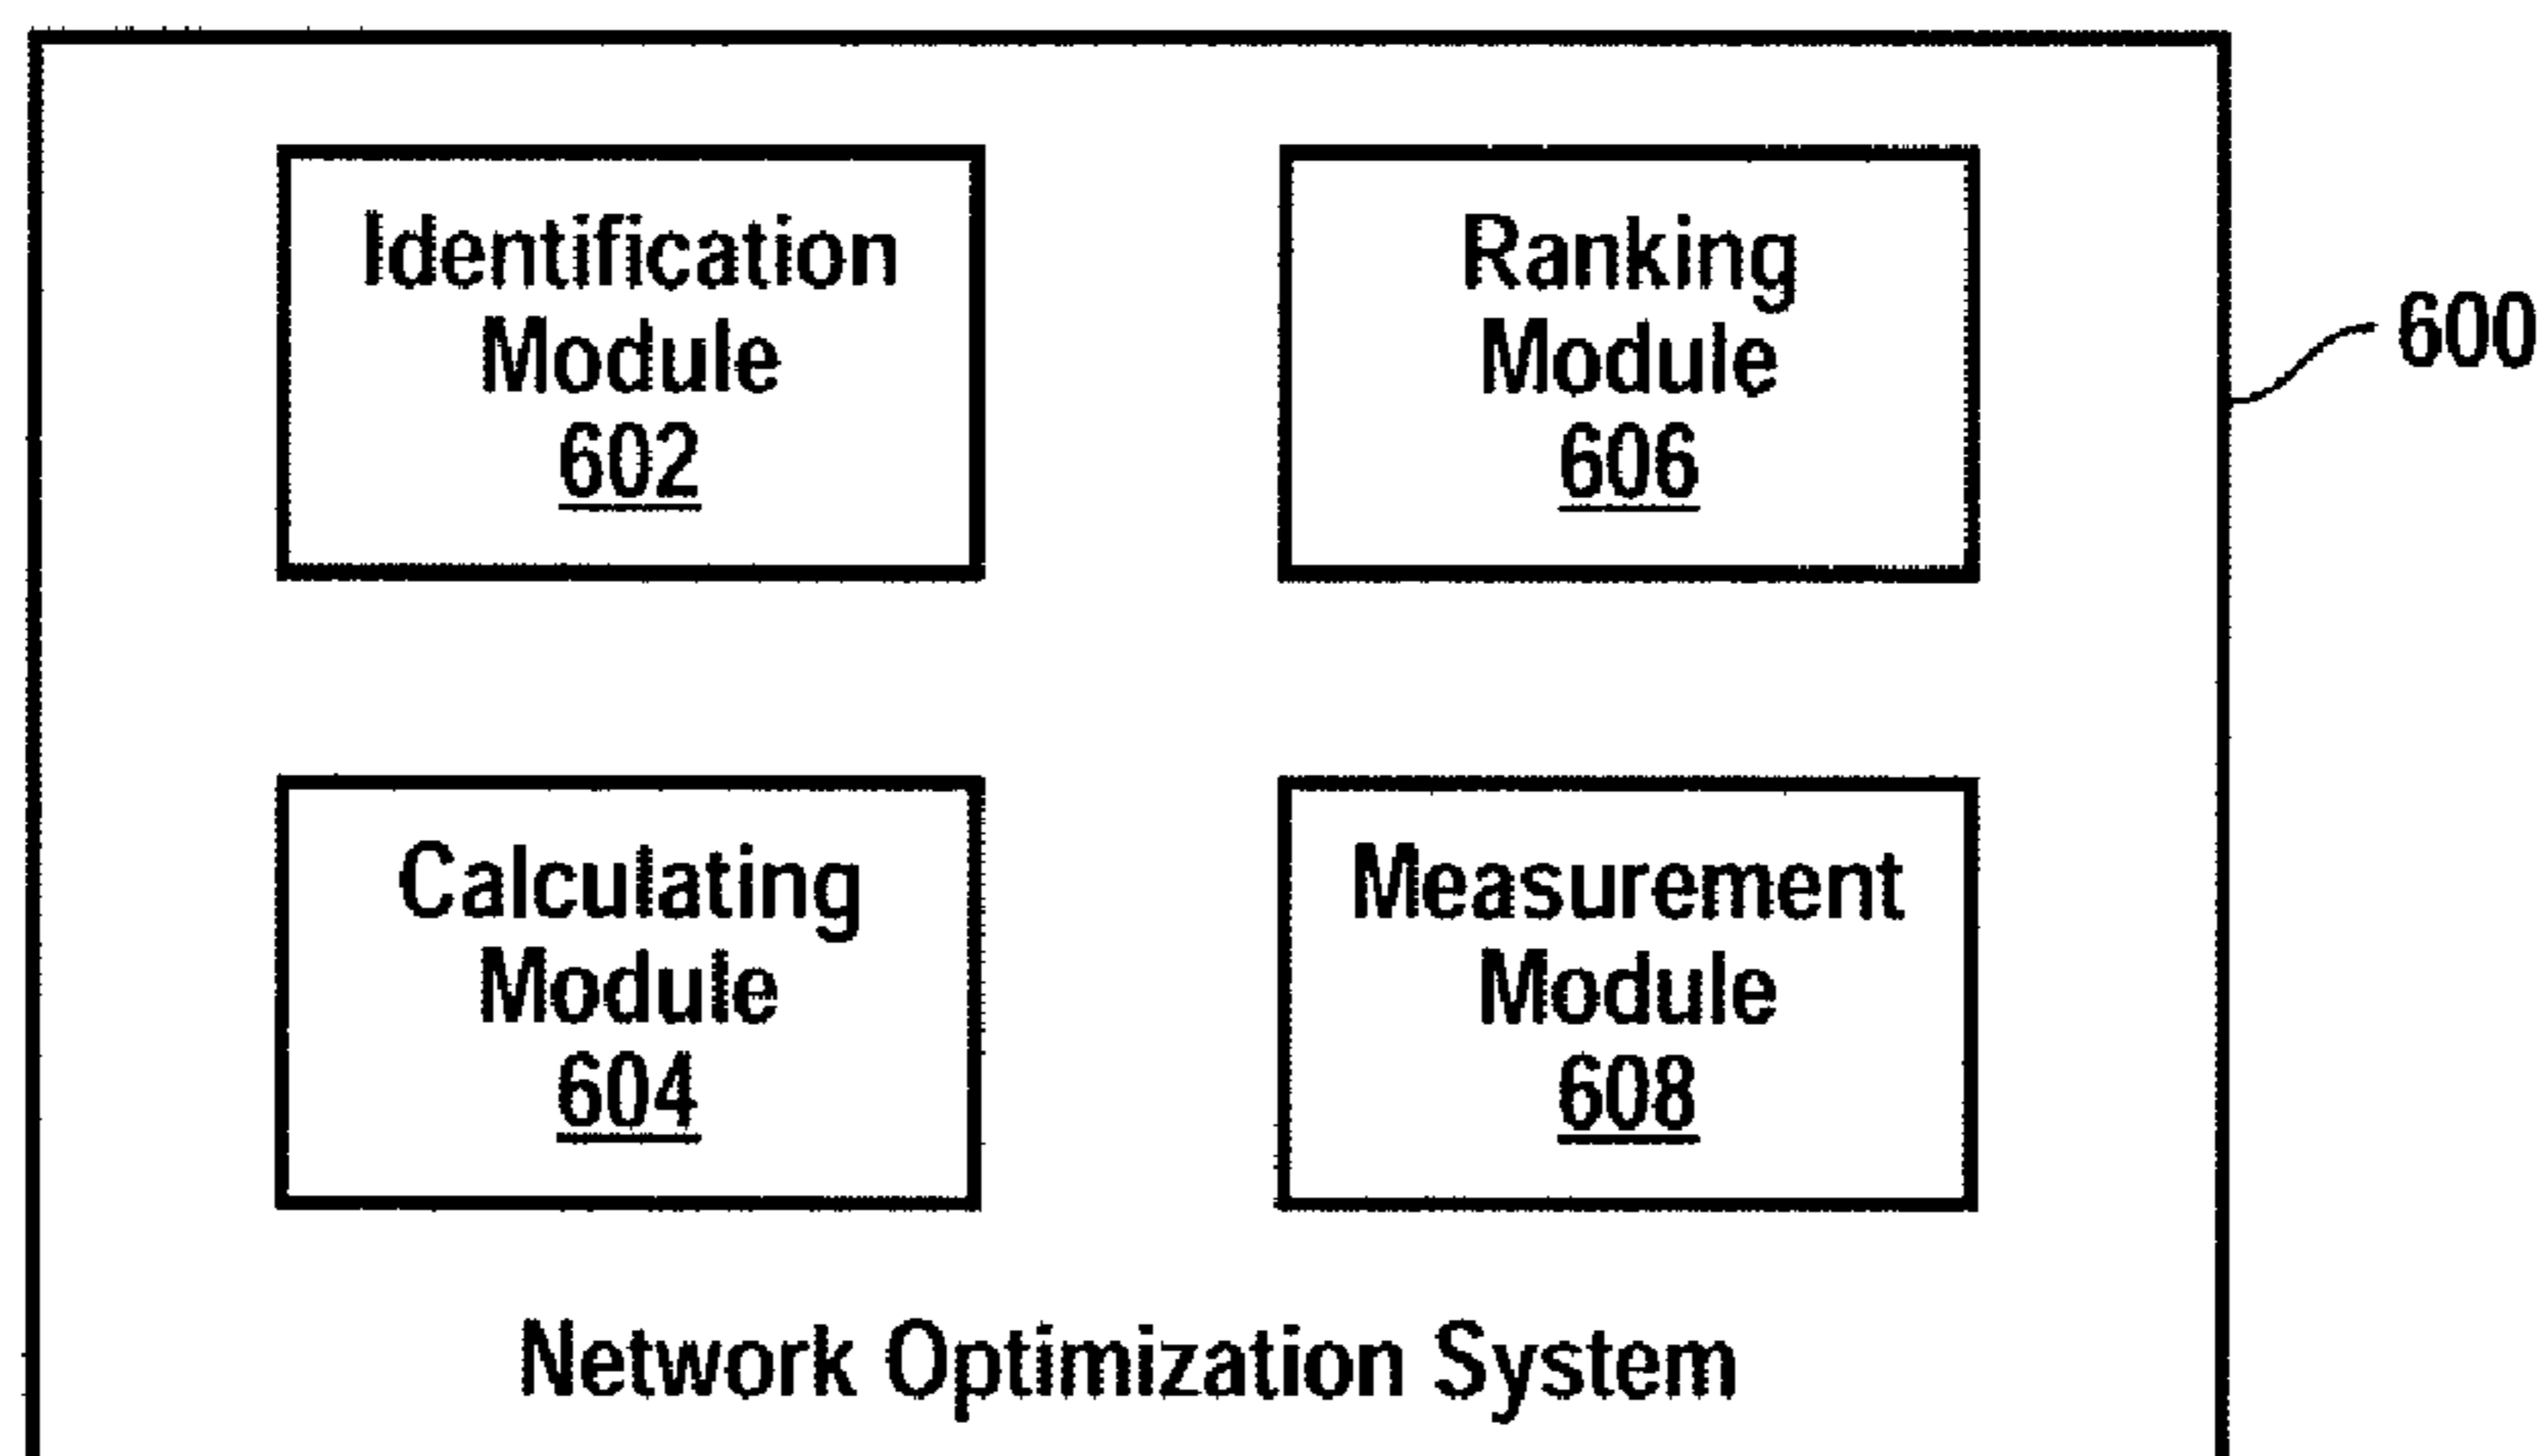 Identification
Module
602
Ranking
Module
606
600
Calculating
Module
604
Measurement
Module
608
Network Optimization System